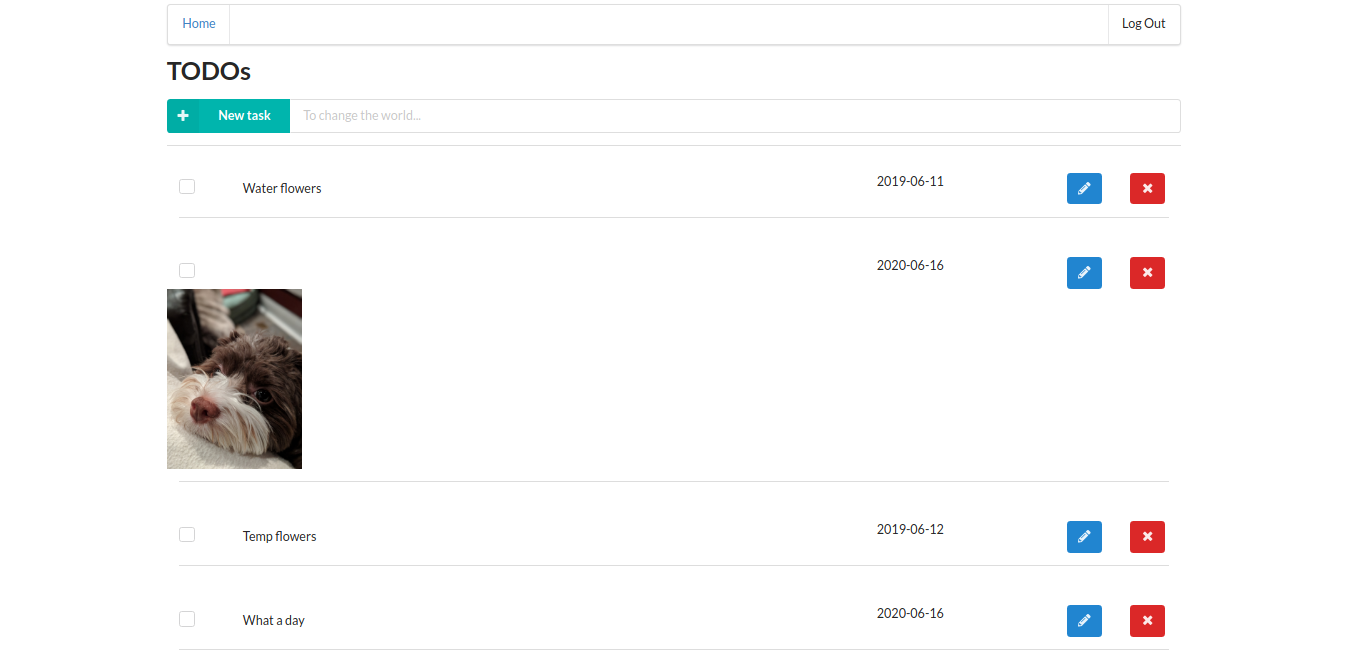 Home
Log Out
TODOs
New task
To change the world...
Water flowers
2019-06-11
2020-06-16
Temp flowers
2019-06-12
What a day
2020-06-16